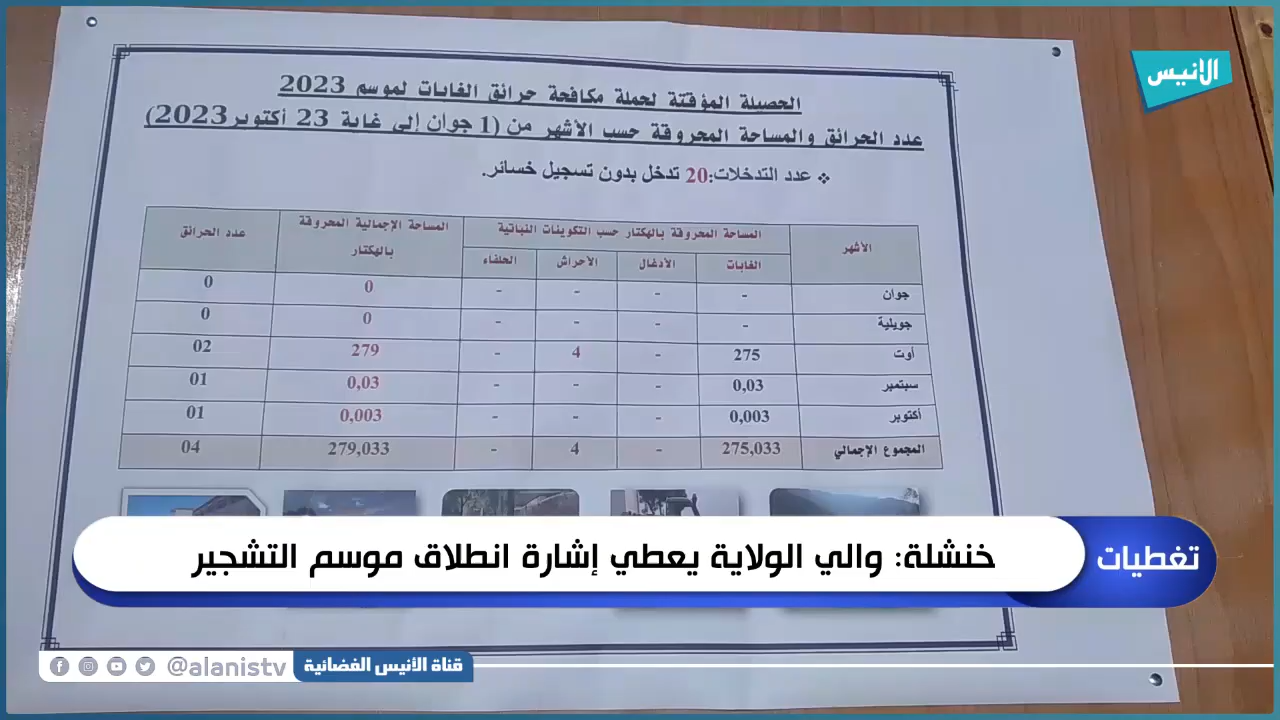 الانيس
الحصيلة المؤقتة لحملة مكافحة حرائق الغابات لموسم 2023
عدد الحرائق والمساحة المحروقة حسب الأشهر من (1 جوان إلى غاية 23 أكتوبر2023)
❖ عدد التدخلات:20 تدخل بدون تسجيل خسائر.
الأشهر المساحة المحروقة بالهكتار حسب التكوينات النباتية المساحة الإجمالية المحروقة بالهكتار عدد الحرائق
الغابات الأدغال الأحراش الحلفاء
جوان - - - - 0 0
جويلية - - - - 0 0
أوت 275 - 4 - 279 02
سبتمبر 0,03 - - - 0,03 01
أكتوبر 0,003 - - - 0,003 01
المجموع الإجمالي 275,033 - 4 - 279,033 04
تغطيات
خنشلة: والي الولاية يعطي إشارة انطلاق موسم التشجير
قناة الأنيس الفضائية
@alanistv